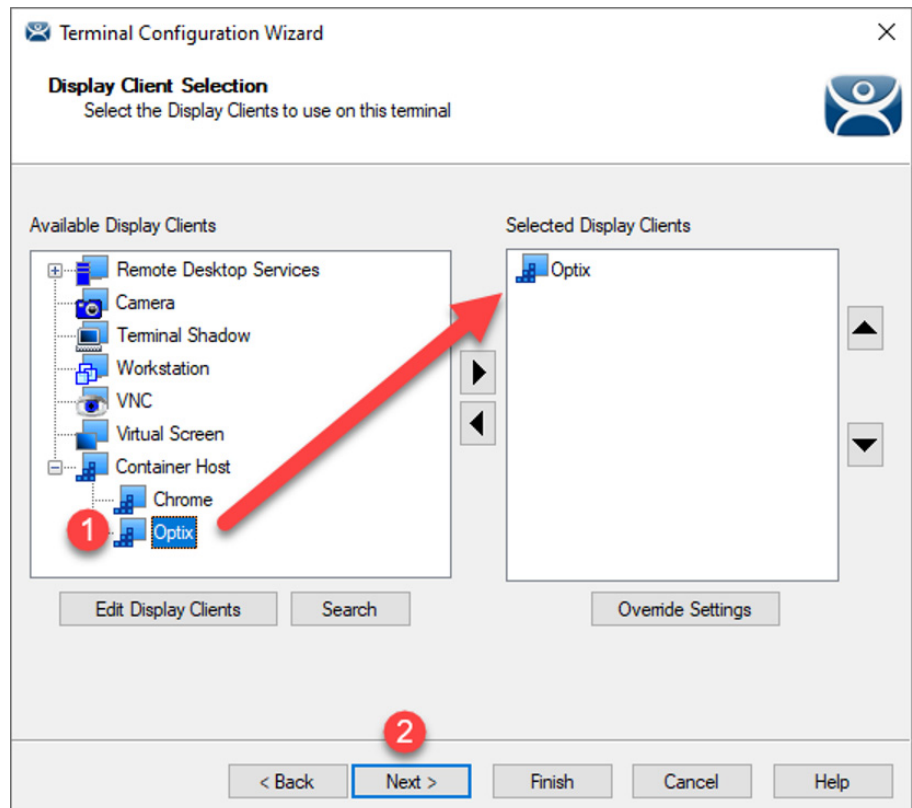 Terminal Configuration Wizard
Display Client Selection
Select the Display Clients to use on this terminal
Available Display Clients
Selected Display Clients
Remote Desktop Services
Camera
Terminal Shadow
Workstation
VNC
Virtual Screen
Container Host
Chrome
1
Optix
Optix
Edit Display Clients
Search
Override Settings
2
< Back
Next >
Finish
Cancel
Help